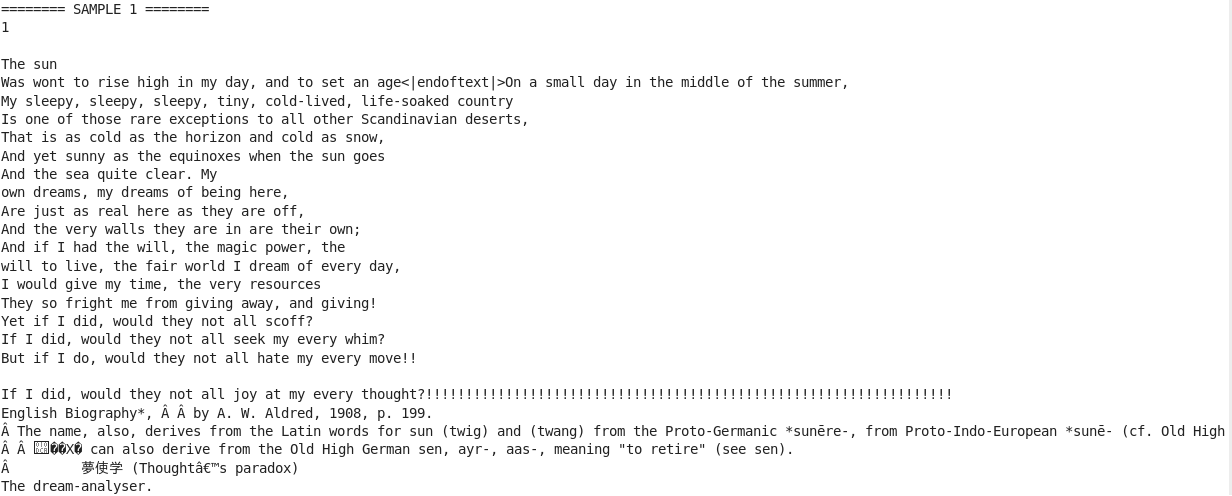 ======== SAMPLE 1 ========
1
The sun
Was wont to rise high in my day, and to set an age<|endoftext|>On a small day in the middle of the summer,
My sleepy, sleepy, sleepy, tiny, cold-lived, life-soaked country
Is one of those rare exceptions to all other Scandinavian deserts,
That is as cold as the horizon and cold as snow,
And yet sunny as the equinoxes when the sun goes
And the sea quite clear. My
own dreams, my dreams of being here,
Are just as real here as they are off,
And the very walls they are in are their own;
And if I had the will, the magic power, the
will to live, the fair world I dream of every day,
I would give my time, the very resources
They so fright me from giving away, and giving!
Yet if I did, would they not all scoff?
If I did, would they not all seek my every whim?
But if I do, would they not all hate my every move!!
If I did, would they not all joy at my every thought?!!!!!!!!!!!!!!!!!!!!!!!!!!!!!!!!!!!!!!!!!!!!!!!!!!!!!!!!!!!!!!!!!!
English Biography*, Â Â by A. W. Aldred, 1908, p. 199.
Â The name, also, derives from the Latin words for sun (twig) and (twang) from the Proto-Germanic *sunēre-, from Proto-Indo-European *sunē- (cf. Old High
Â Â ��X� can also derive from the Old High German sen, ayr-, aas-, meaning "to retire" (see sen).
Â 夢使学 (Thoughtâ€™s paradox)
The dream-analyser.